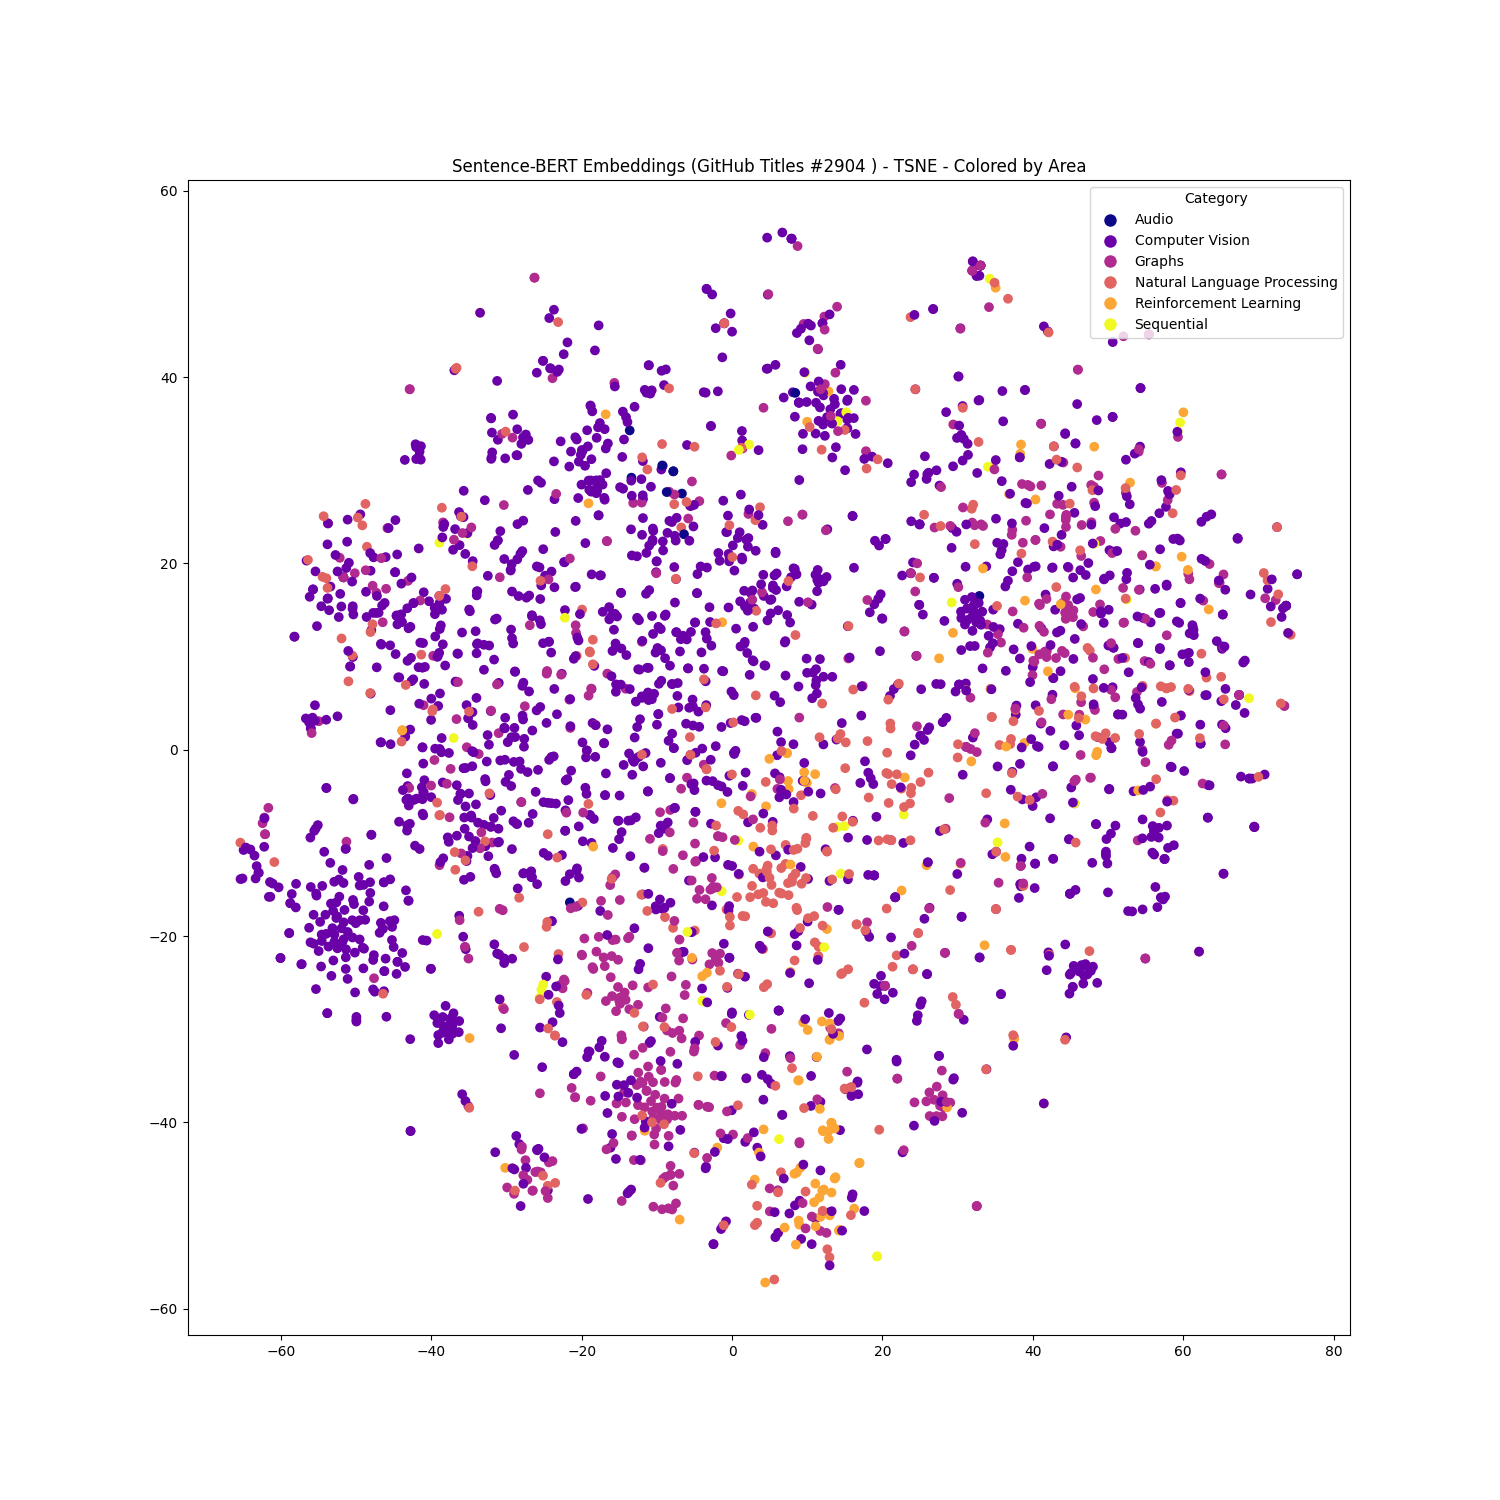 Sentence-BERT Embeddings (GitHub Titles #2904 ) - TSNE - Colored by Area
Category
Audio
Computer Vision
Graphs
Natural Language Processing
Reinforcement Learning
Sequential
60
40
20
0
−20
−40
−60
−60
−40
−20
0
20
40
60
80